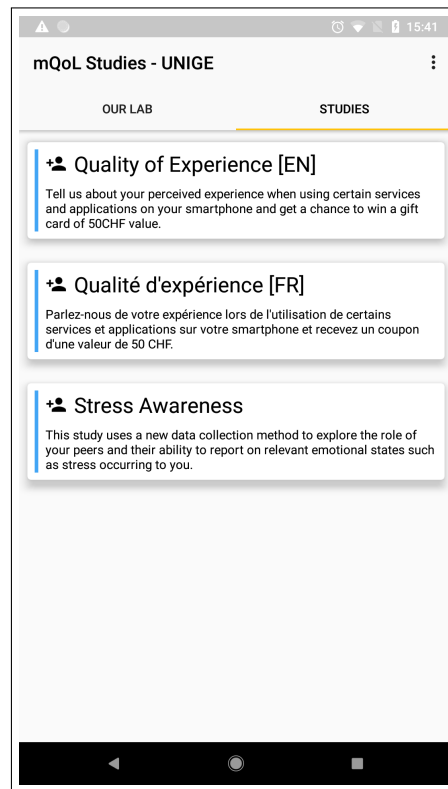 15:41
mQoL Studies - UNIGE
OUR LAB STUDIES
Quality of Experience [EN]
Tell us about your perceived experience when using certain services
and applications on your smartphone and get a chance to win a gift
card of 50CHF value.
Qualité d'expérience [FR]
Parlez-nous de votre expérience lors de l'utilisation de certains
services et applications sur votre smartphone et recevez un coupon
d'une valeur de 50 CHF.
Stress Awareness
This study uses a new data collection method to explore the role of
your peers and their ability to report on relevant emotional states such
as stress occurring to you.